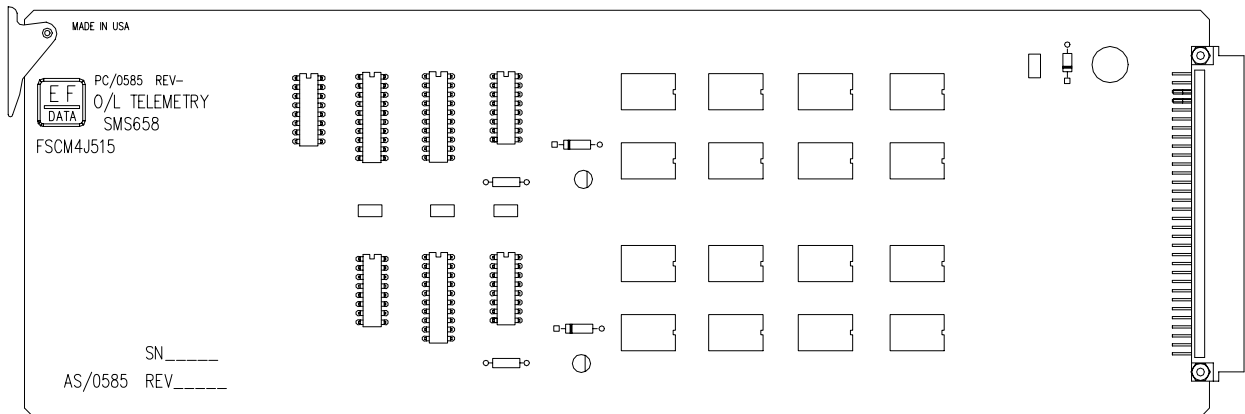 MADE IN USA
PC/0585 REV-
EF
DATA
O/L TELEMETRY
SMS658
FSCM4J515
SN_____
AS/0585 REV_____